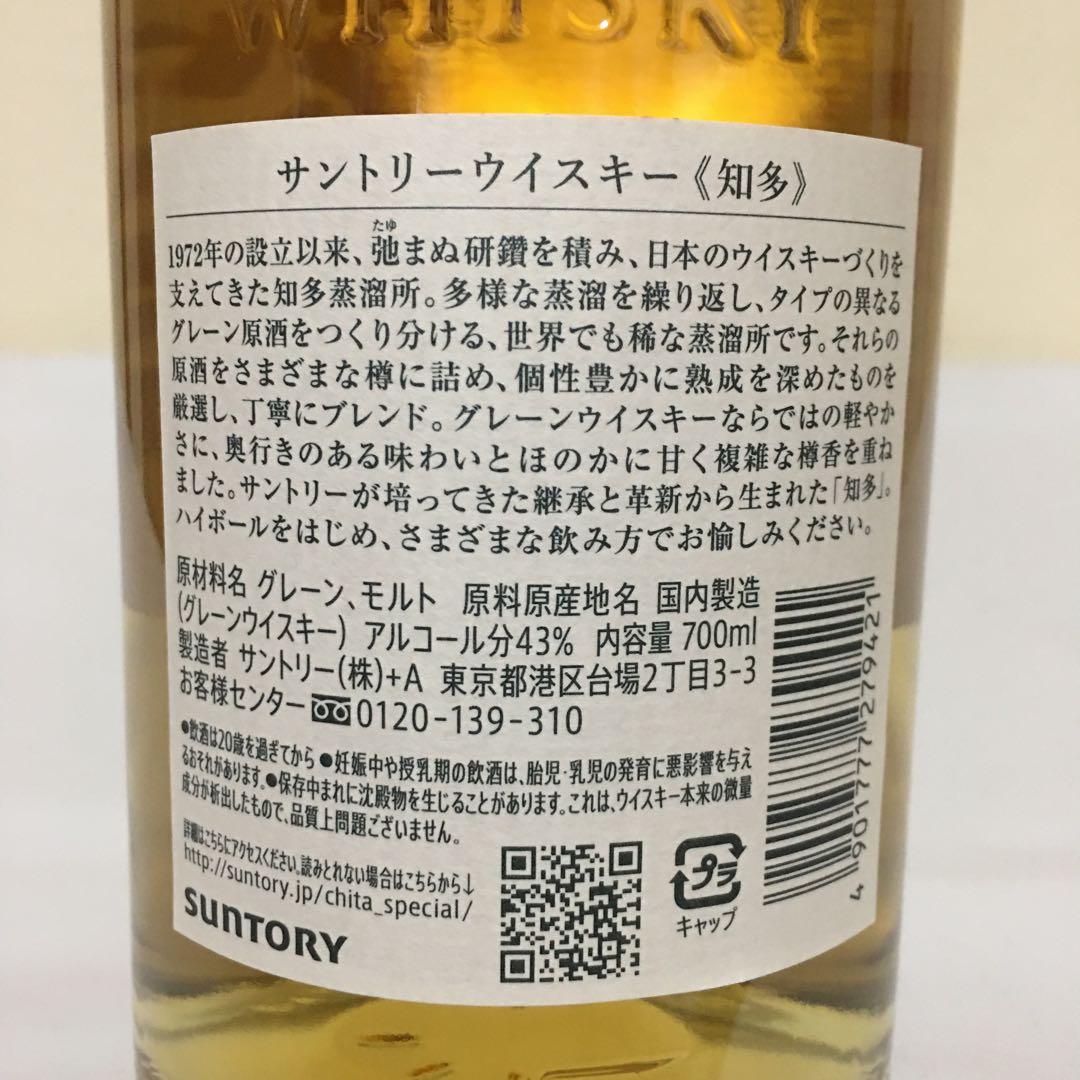 WHISKY
サントリーウイスキー《知多》
たゆ
1972年の設立以来、弛まぬ研鑽を積み、日本のウイスキーづくりを
支えてきた知多蒸溜所。多様な蒸溜を繰り返し、タイプの異なる
グレーン原酒をつくり分ける、世界でも稀な蒸溜所です。それらの
原酒をさまざまな樽に詰め、個性豊かに熟成を深めたものを
厳選し、丁寧にブレンド。グレーンウイスキーならではの軽やか
さに、奥行きのある味わいとほのかに甘く複雑な樽香を重ね
ました。サントリーが培ってきた継承と革新から生まれた「知多」。
ハイボールをはじめ、さまざまな飲み方でお愉しみください。
原材料名 グレーン、モルト 原料原産地名 国内製造
(グレーンウイスキー) アルコール分43% 内容量 700ml
製造者 サントリー(株)+A 東京都港区台場2丁目3-3
お客様センター 0120-139-310
●飲酒は20歳を過ぎてから ●妊娠中や授乳期の飲酒は、胎児・乳児の発育に悪影響を与え
るおそれがあります。●保存中まれに沈殿物を生じることがあります。これは、ウイスキー本来の微量
成分が析出したもので、品質上問題ございません。
詳細はこちらにアクセスください。読みとれない場合はこちらから↓
http://suntory.jp/chita_special/
SUNTORY
プラ
キャップ
4 901777 279421